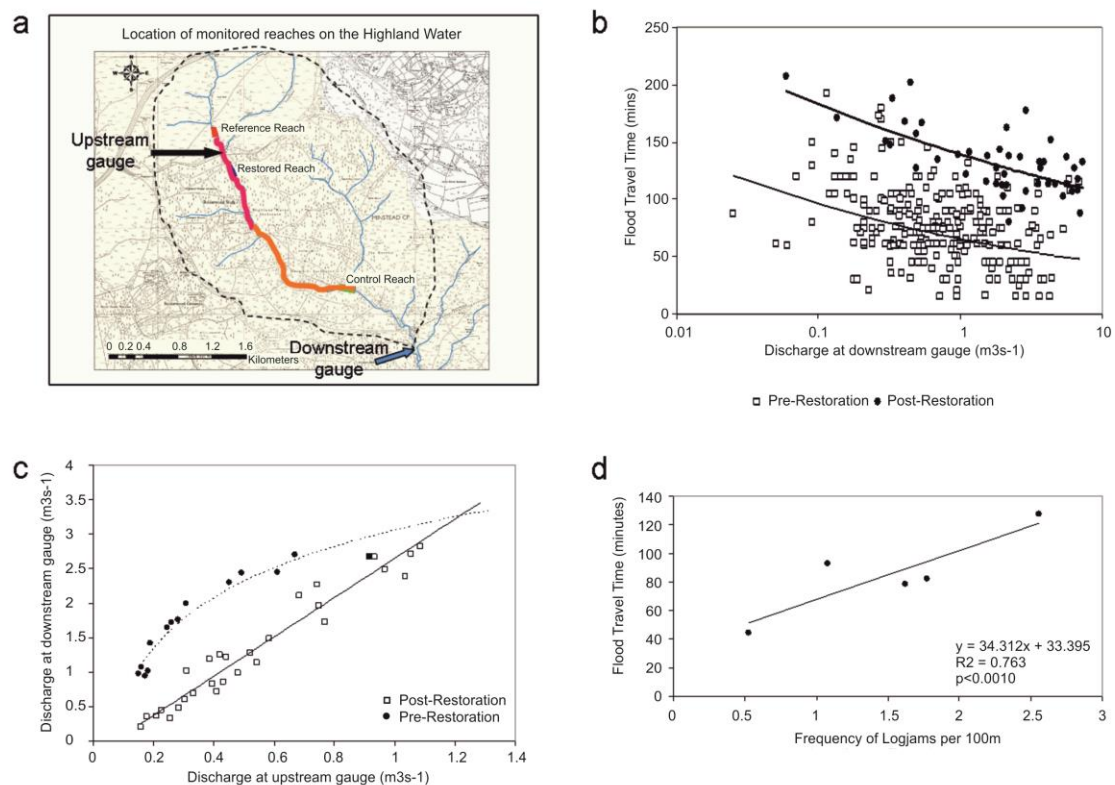 a
Location of monitored reaches on the Highland Water
Reference Reach
Upstream
gauge
Restored Reach
MINSTEAD CP
Control Reach
0 0.2 0.4 0.8 1.2 1.6
Kilometers
Downstream
gauge
b
Flood Travel Time (mins)
250
200
150
100
50
0
0.01 0.1 1 10
Discharge at downstream gauge (m3s-1)
Pre-Restoration Post-Restoration
c
Discharge at downstream gauge (m3s-1)
4
3.5
3
2.5
2
1.5
1
0.5
0
0 0.2 0.4 0.6 0.8 1 1.2 1.4
Discharge at upstream gauge (m3s-1)
Post-Restoration
Pre-Restoration
d
Flood Travel Time (minutes)
140
120
100
80
60
40
20
0
0 0.5 1 1.5 2 2.5 3
Frequency of Logjams per 100m
y = 34.312x + 33.395
R2 = 0.763
p<0.0010